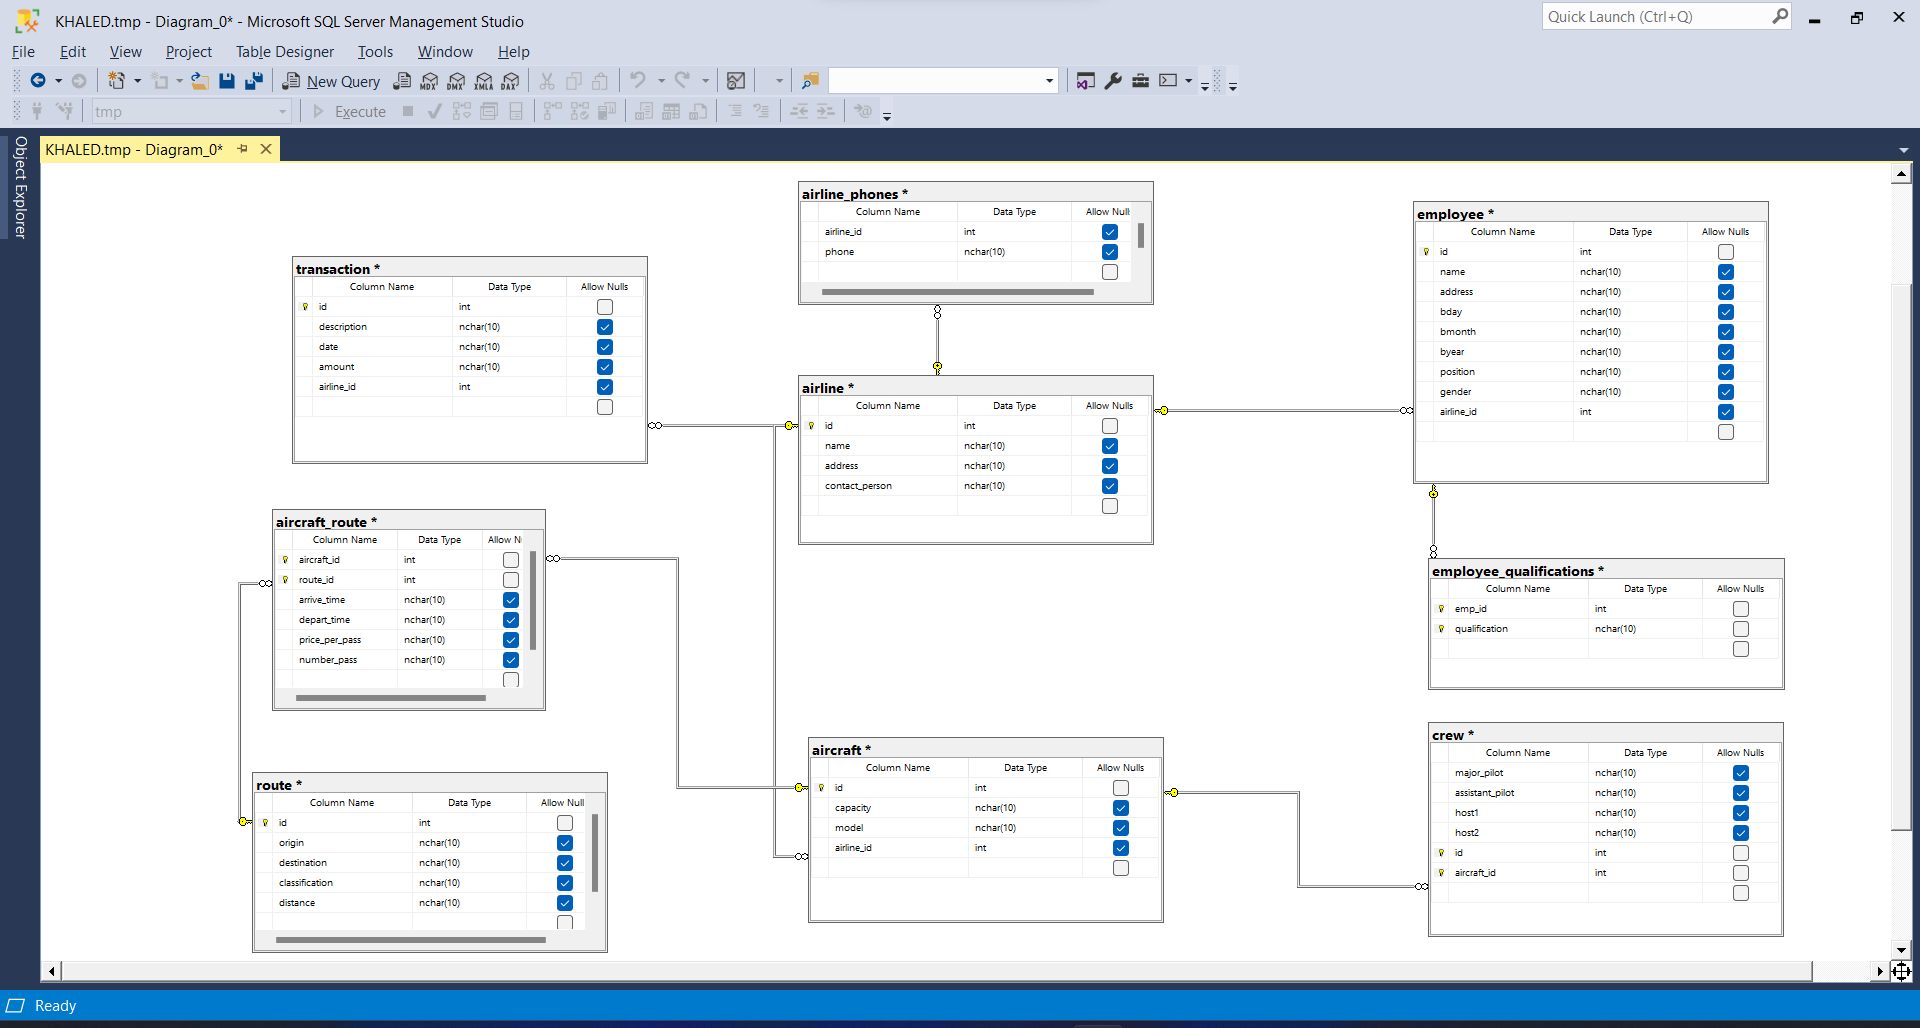 KHALED.tmp - Diagram_0* - Microsoft SQL Server Management Studio
Quick Launch (Ctrl+Q)
File Edit View Project Table Designer Tools Window Help
New Query MDX DMX XMLA DAX
tmp Execute
Object Explorer
KHALED.tmp - Diagram_0*
airline_phones *
Column Name Data Type Allow Null
airline_id int
phone nchar(10)
employee *
Column Name Data Type Allow Nulls
id int
name nchar(10)
address nchar(10)
bday nchar(10)
bmonth nchar(10)
byear nchar(10)
position nchar(10)
gender nchar(10)
airline_id int
transaction *
Column Name Data Type Allow Nulls
id int
description nchar(10)
date nchar(10)
amount nchar(10)
airline_id int
airline *
Column Name Data Type Allow Nulls
id int
name nchar(10)
address nchar(10)
contact_person nchar(10)
aircraft_route *
Column Name Data Type Allow N
aircraft_id int
route_id int
arrive_time nchar(10)
depart_time nchar(10)
price_per_pass nchar(10)
number_pass nchar(10)
employee_qualifications *
Column Name Data Type Allow Nulls
emp_id int
qualification nchar(10)
route *
Column Name Data Type Allow Null
id int
origin nchar(10)
destination nchar(10)
classification nchar(10)
distance nchar(10)
aircraft *
Column Name Data Type Allow Nulls
id int
capacity nchar(10)
model nchar(10)
airline_id int
crew *
Column Name Data Type Allow Nulls
major_pilot nchar(10)
assistant_pilot nchar(10)
host1 nchar(10)
host2 nchar(10)
id int
aircraft_id int
Ready